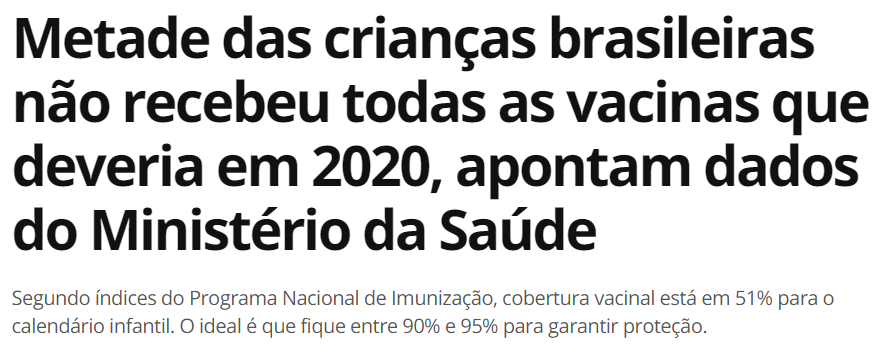 Metade das crianças brasileiras
não recebeu todas as vacinas que
deveria em 2020, apontam dados
do Ministério da Saúde
Segundo índices do Programa Nacional de Imunização, cobertura vacinal está em 51% para o
calendário infantil. O ideal é que fique entre 90% e 95% para garantir proteção.